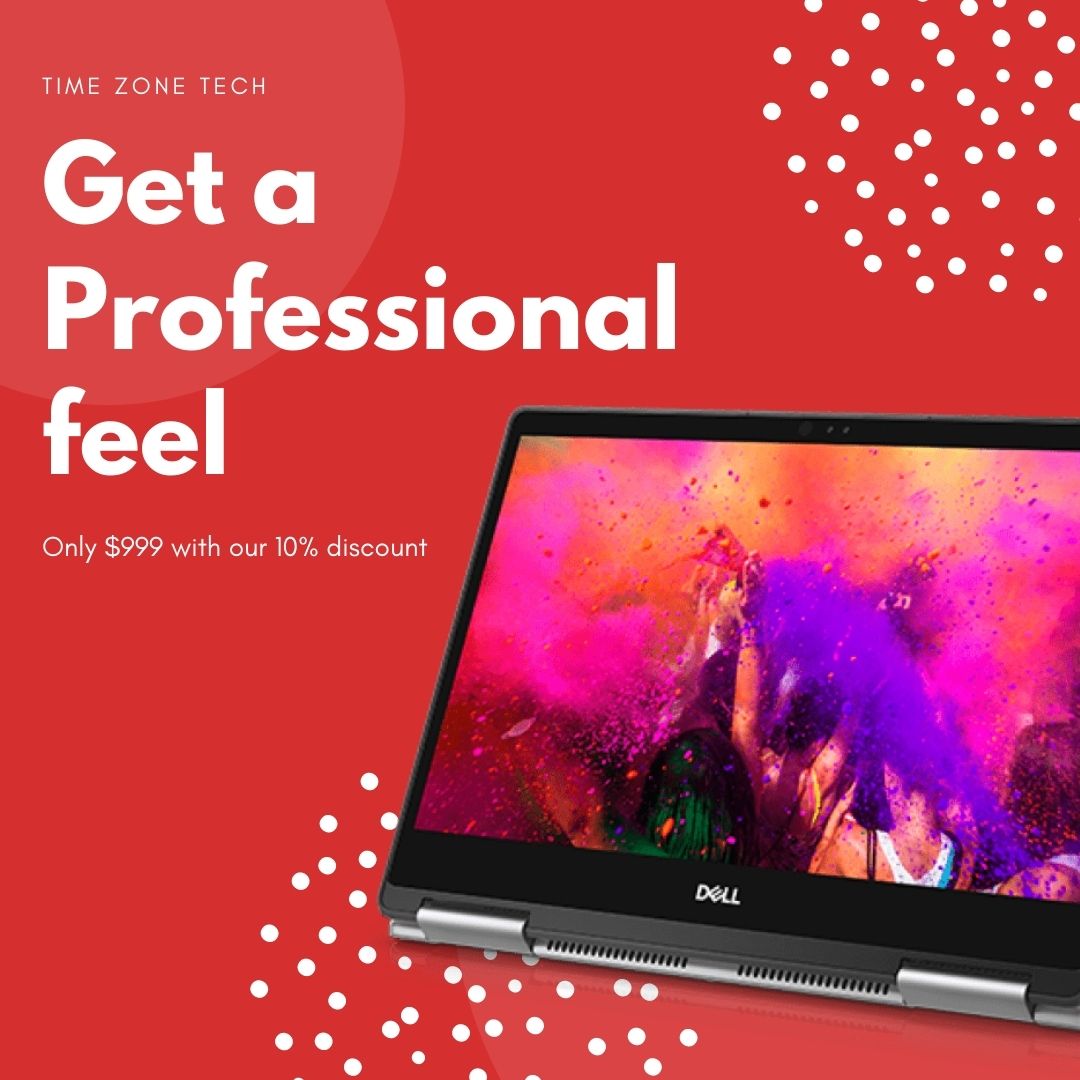 TIME ZONE TECH
Get a
Professional
feel
Only $999 with our 10% discount
DELL